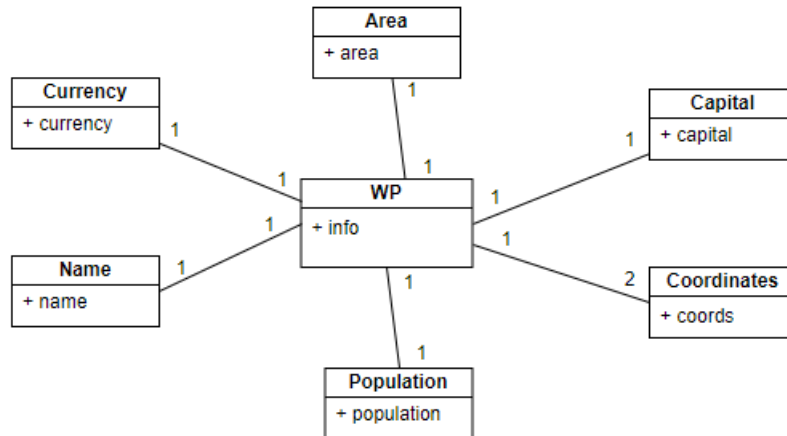 Area
+ area
1
Currency
+ currency
1
Capital
+ capital
1
1
1
1
WP
+ info
1
1
1
1
Name
+ name
2
Coordinates
+ coords
1
Population
+ population